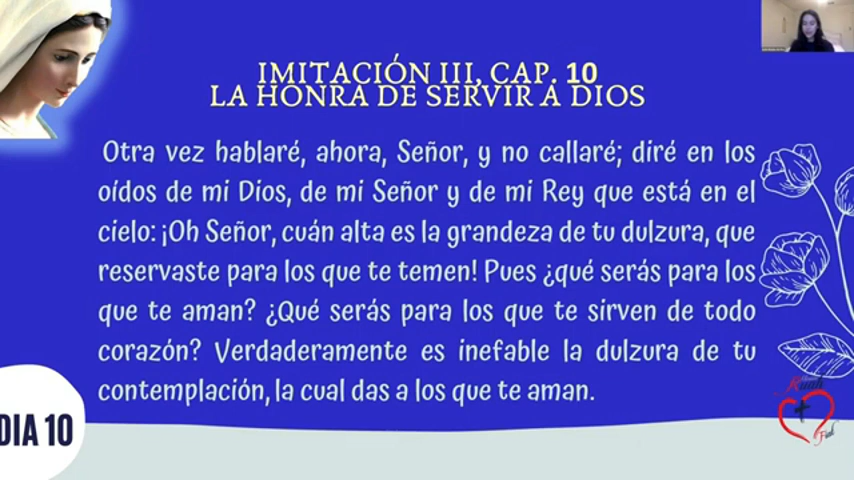 IMITACIÓN III, CAP. 10
LA HONRA DE SERVIR A DIOS
Otra vez hablaré, ahora, Señor, y no callaré; diré en los
oídos de mi Dios, de mi Señor y de mi Rey que está en el
cielo: ¡Oh Señor, cuán alta es la grandeza de tu dulzura, que
reservaste para los que te temen! Pues ¿qué serás para los
que te aman? ¿Qué serás para los que te sirven de todo
corazón? Verdaderamente es inefable la dulzura de tu
contemplación, la cual das a los que te aman.
DIA 10
Ruah